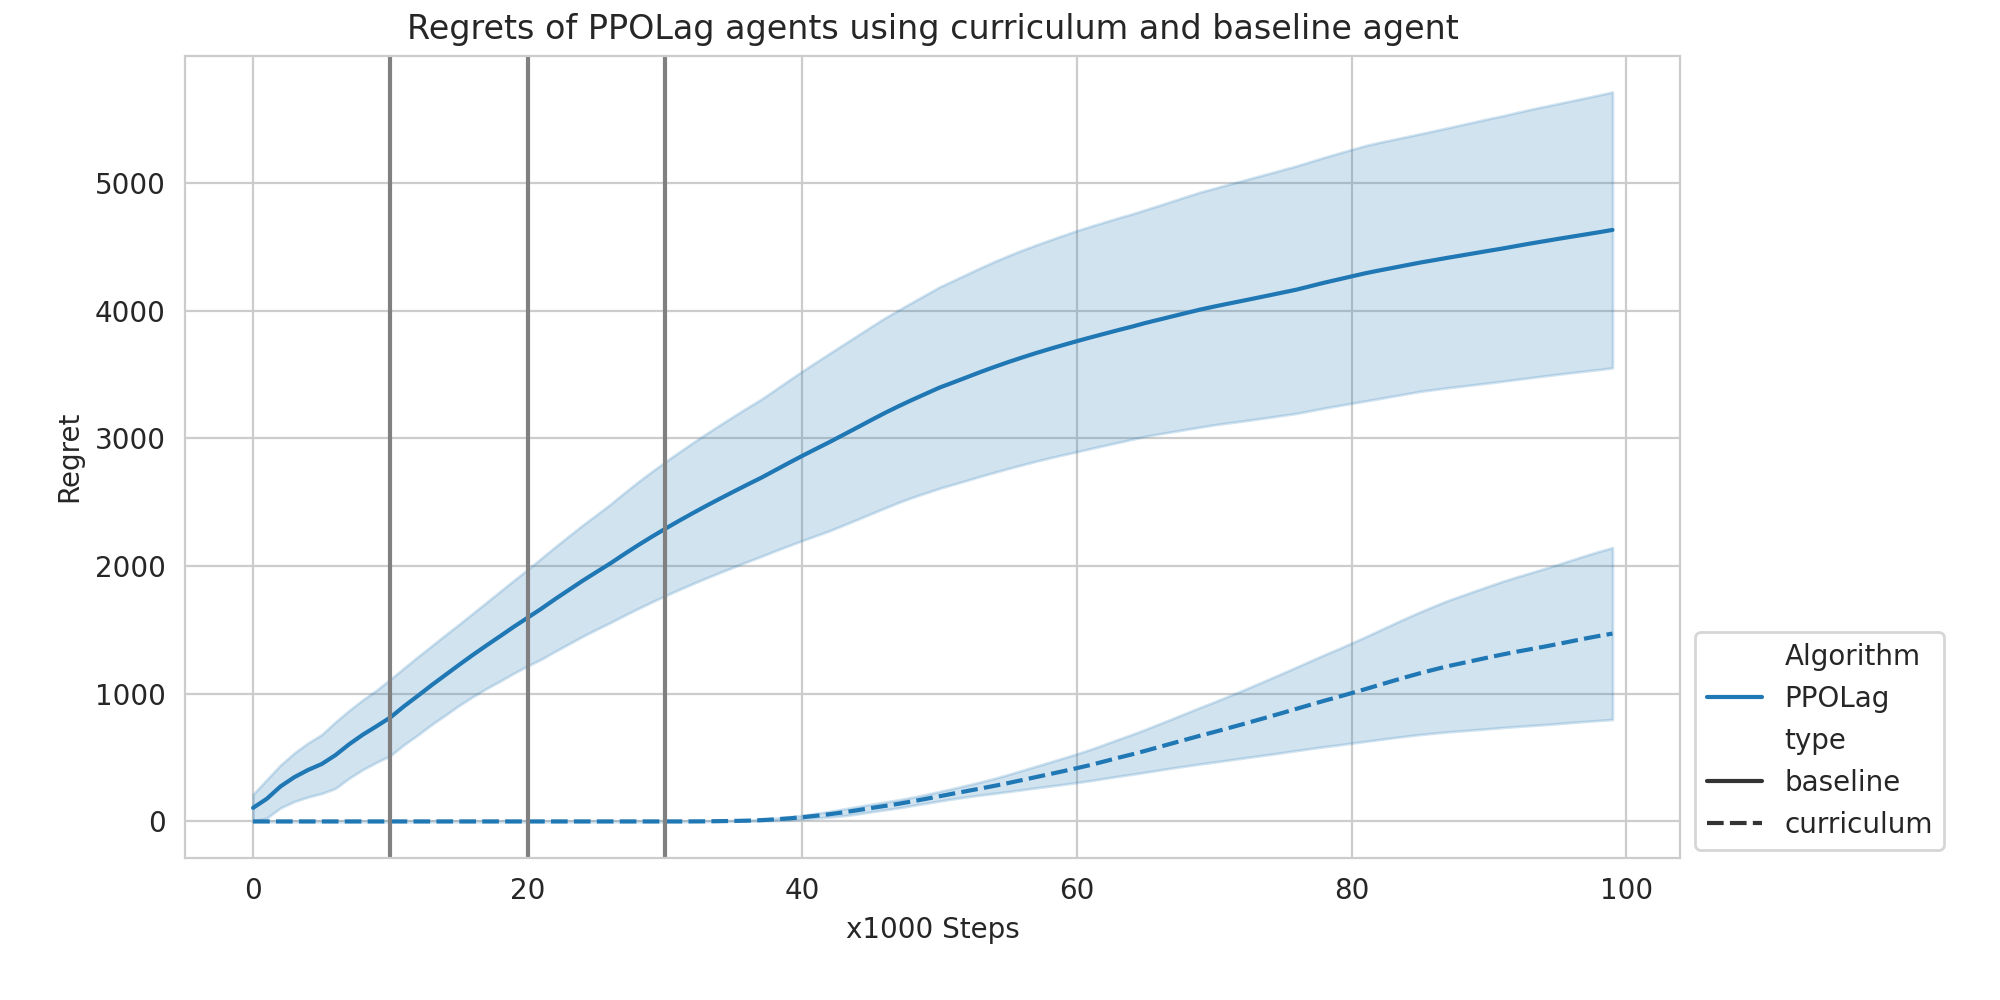 Regrets of PPOLag agents using curriculum and baseline agent
5000
4000
3000
2000
1000
0
Regret
0 20 40 60 80 100
x1000 Steps
Algorithm
PPOLag
type
baseline
curriculum